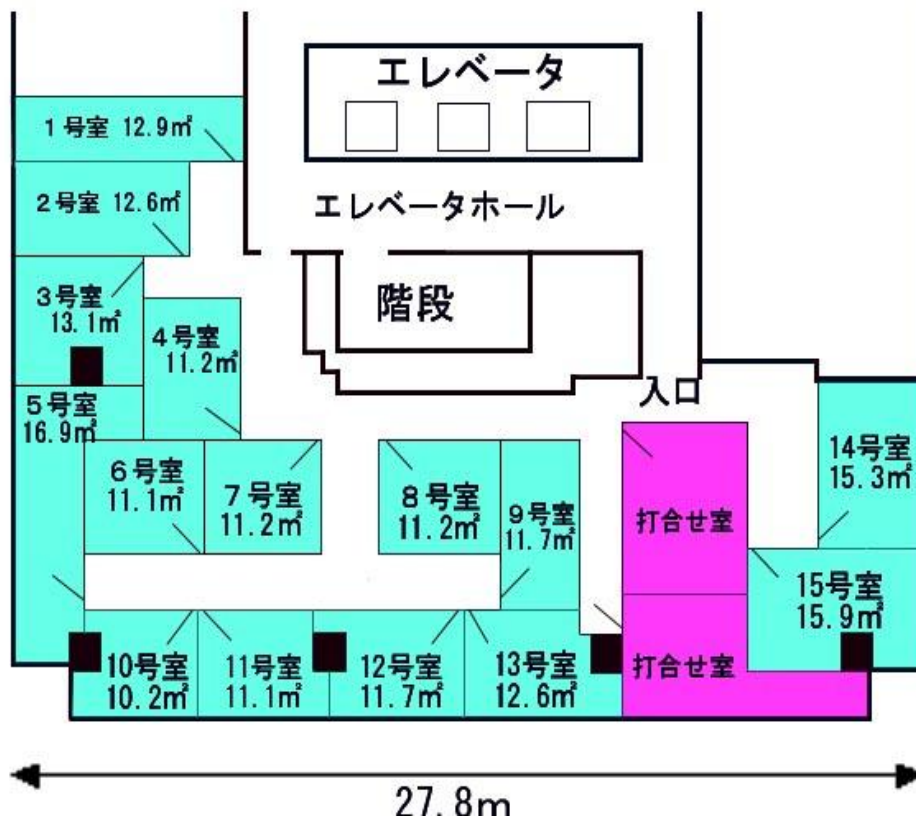 エレベータ
1号室 12.9㎡
2号室 12.6㎡
エレベータホール
3号室
13.1㎡
階段
4号室
11.2㎡
入口
5号室
16.9㎡
6号室
11.1㎡
7号室
11.2㎡
8号室
11.2㎡
9号室
11.7㎡
打合せ室
14号室
15.3㎡
15号室
15.9㎡
10号室
10.2㎡
11号室
11.1㎡
12号室
11.7㎡
13号室
12.6㎡
打合せ室
27.8m